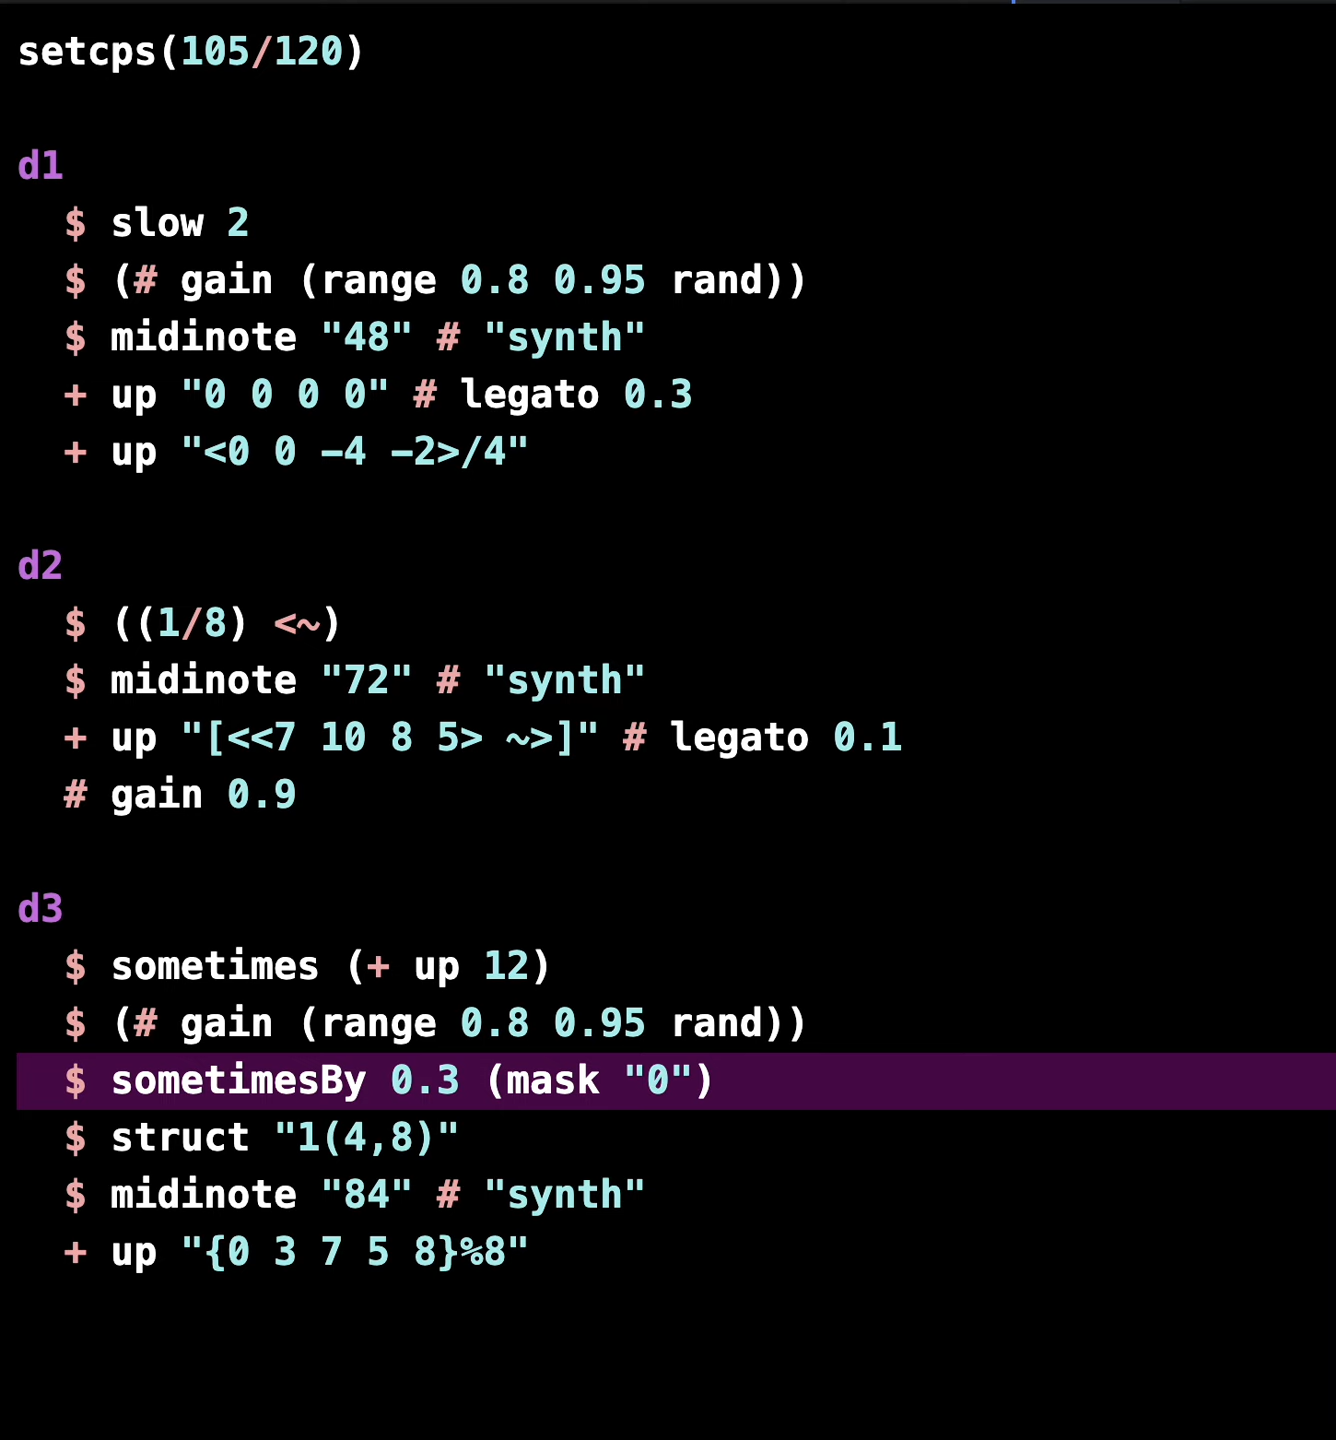 setcps(105/120)
d1
$ slow 2
$ (# gain (range 0.8 0.95 rand))
$ midinote "48" # "synth"
+ up "0 0 0 0" # legato 0.3
+ up "<0 0 −4 −2>/4"
d2
$ ((1/8) <~)
$ midinote "72" # "synth"
+ up "[<<7 10 8 5> ~>]" # legato 0.1
# gain 0.9
d3
$ sometimes (+ up 12)
$ (# gain (range 0.8 0.95 rand))
$ sometimesBy 0.3 (mask "0")
$ struct "1(4,8)"
$ midinote "84" # "synth"
+ up "{0 3 7 5 8}%8"